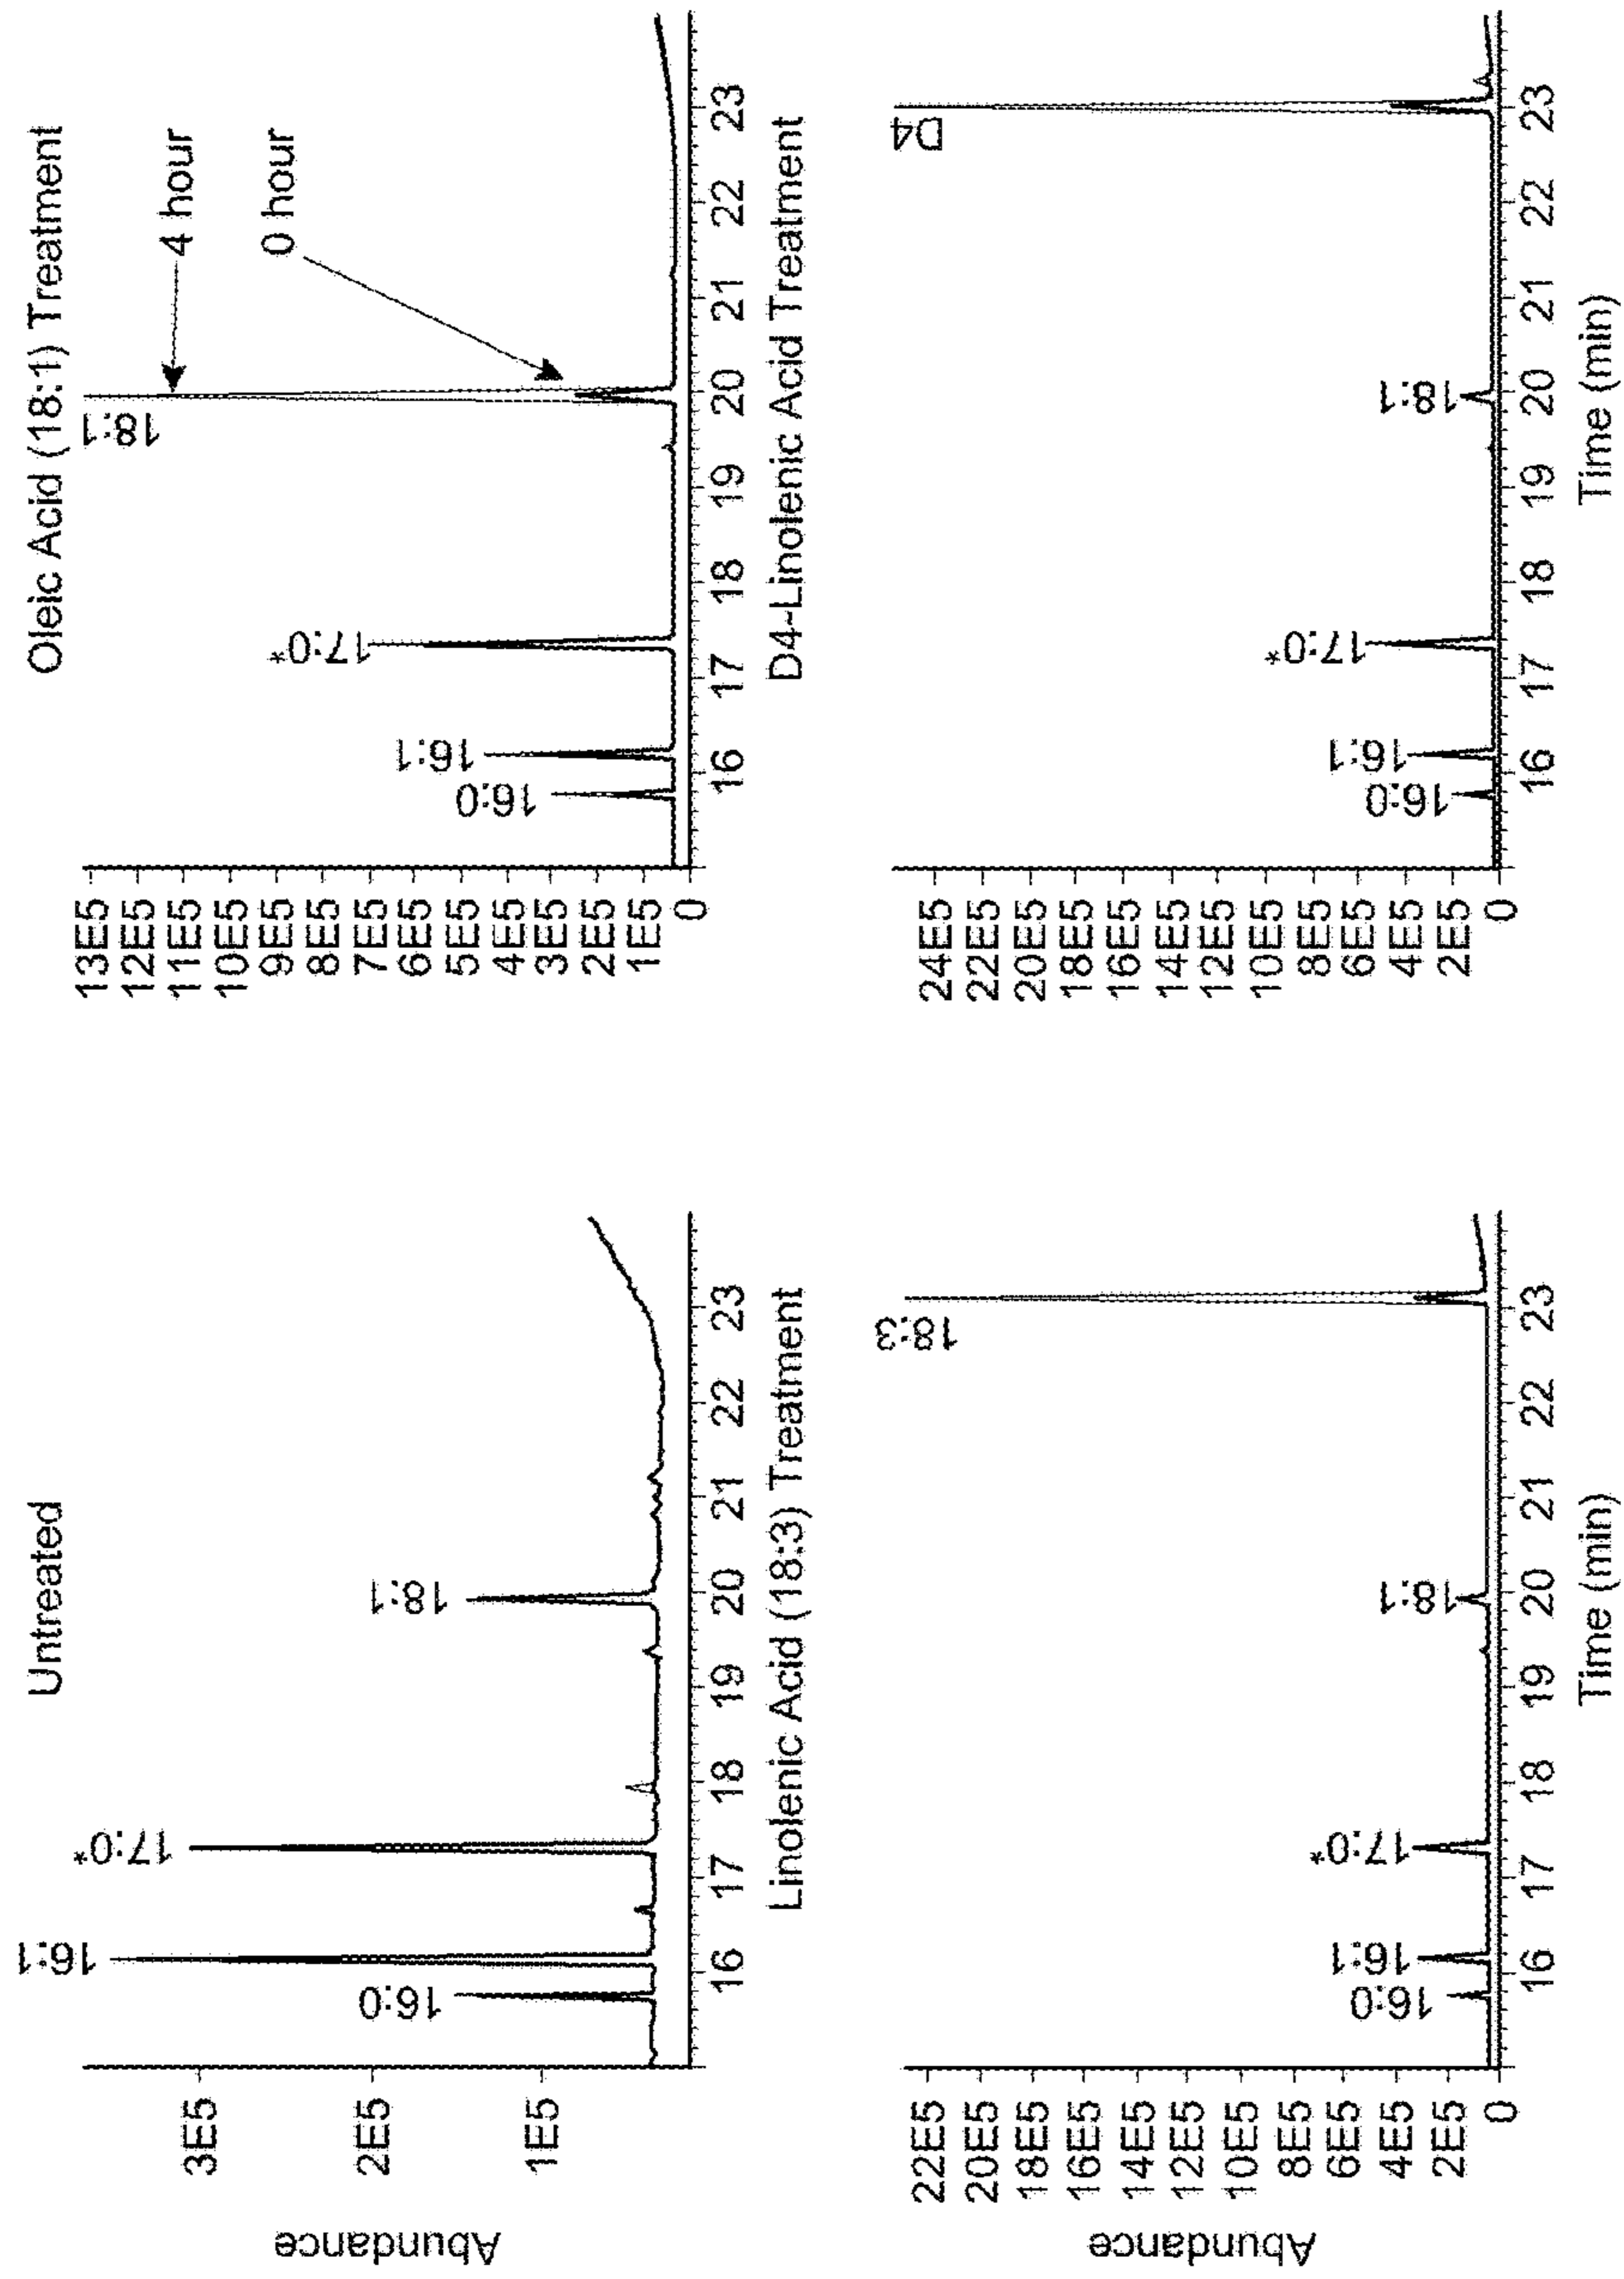 Untreated
Abundance
3E5
2E5
1E5
16:0
16:1
17:0*
18:1
16 17 18 19 20 21 22 23
Oleic Acid (18:1) Treatment
13E5
12E5
11E5
10E5
9E5
8E5
7E5
6E5
5E5
4E5
3E5
2E5
1E5
0
16:0
16:1
17:0*
18:1
4 hour
0 hour
16 17 18 19 20 21 22 23
Linolenic Acid (18:3) Treatment
Abundance
22E5
20E5
18E5
16E5
14E5
12E5
10E5
8E5
6E5
4E5
2E5
0
16:0
16:1
17:0*
18:1
18:3
16 17 18 19 20 21 22 23
Time (min)
D4-Linolenic Acid Treatment
24E5
22E5
20E5
18E5
16E5
14E5
12E5
10E5
8E5
6E5
4E5
2E5
0
16:0
16:1
17:0*
18:1
D4
16 17 18 19 20 21 22 23
Time (min)